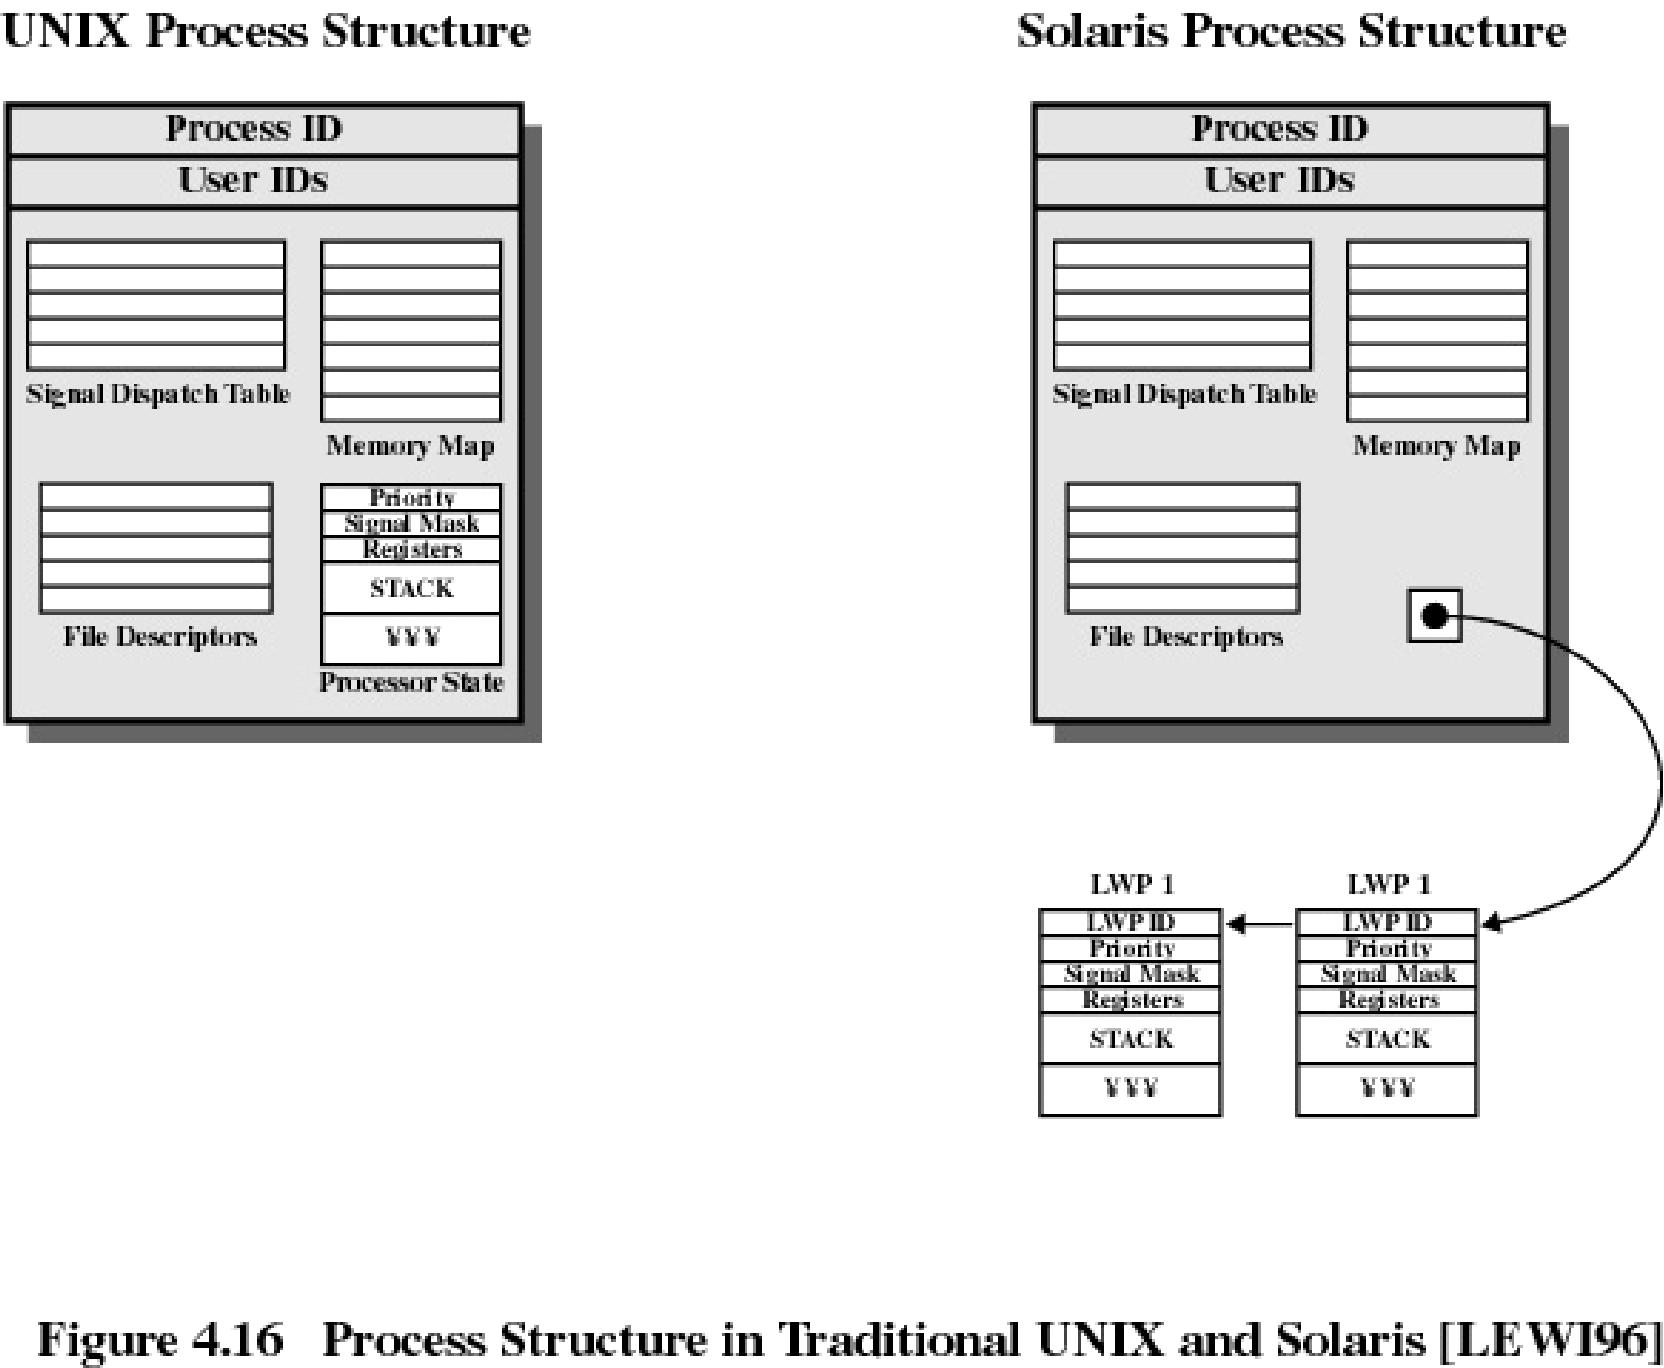 UNIX Process Structure
Process ID
User IDs
Signal Dispatch Table
Memory Map
File Descriptors
Priority
Signal Mask
Registers
STACK
¥¥¥
Processor State
Solaris Process Structure
Process ID
User IDs
Signal Dispatch Table
Memory Map
File Descriptors
LWP 1
LWP ID
Priority
Signal Mask
Registers
STACK
¥¥¥
LWP 1
LWP ID
Priority
Signal Mask
Registers
STACK
¥¥¥
Figure 4.16 Process Structure in Traditional UNIX and Solaris [LEWI96]